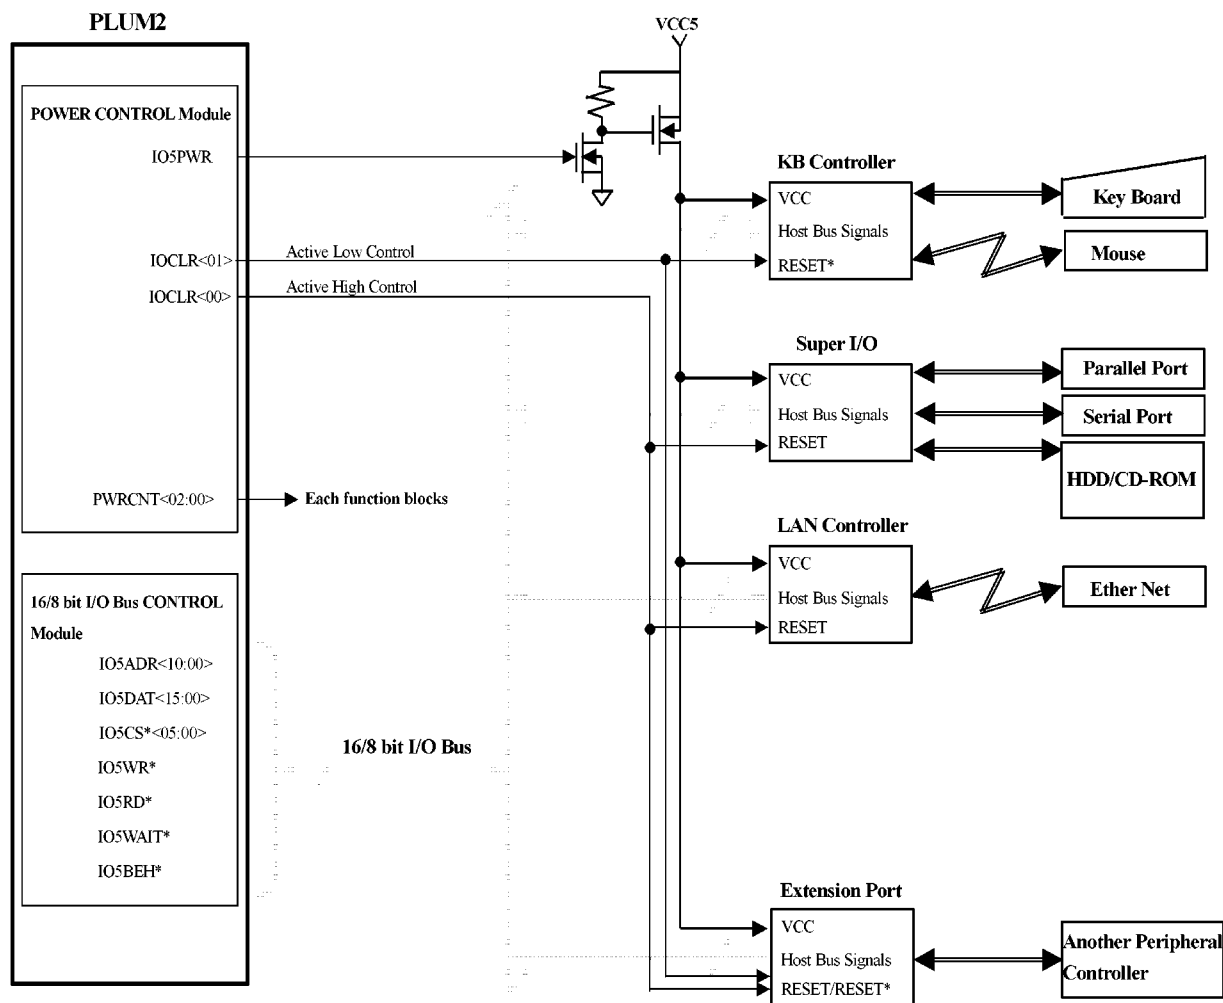 PLUM2
POWER CONTROL Module
IO5PWR
IOCLR<01>
IOCLR<00>
PWRCNT<02:00>
Active Low Control
Active High Control
Each function blocks
16/8 bit I/O Bus CONTROL
Module
IO5ADR<10:00>
IO5DAT<15:00>
IO5CS*<05:00>
IO5WR*
IO5RD*
IO5WAIT*
IO5BEH*
16/8 bit I/O Bus
VCC5
KB Controller
VCC
Host Bus Signals
RESET*
Key Board
Mouse
Super I/O
VCC
Host Bus Signals
RESET
Parallel Port
Serial Port
HDD/CD-ROM
LAN Controller
VCC
Host Bus Signals
RESET
Ether Net
Extension Port
VCC
Host Bus Signals
RESET/RESET*
Another Peripheral
Controller